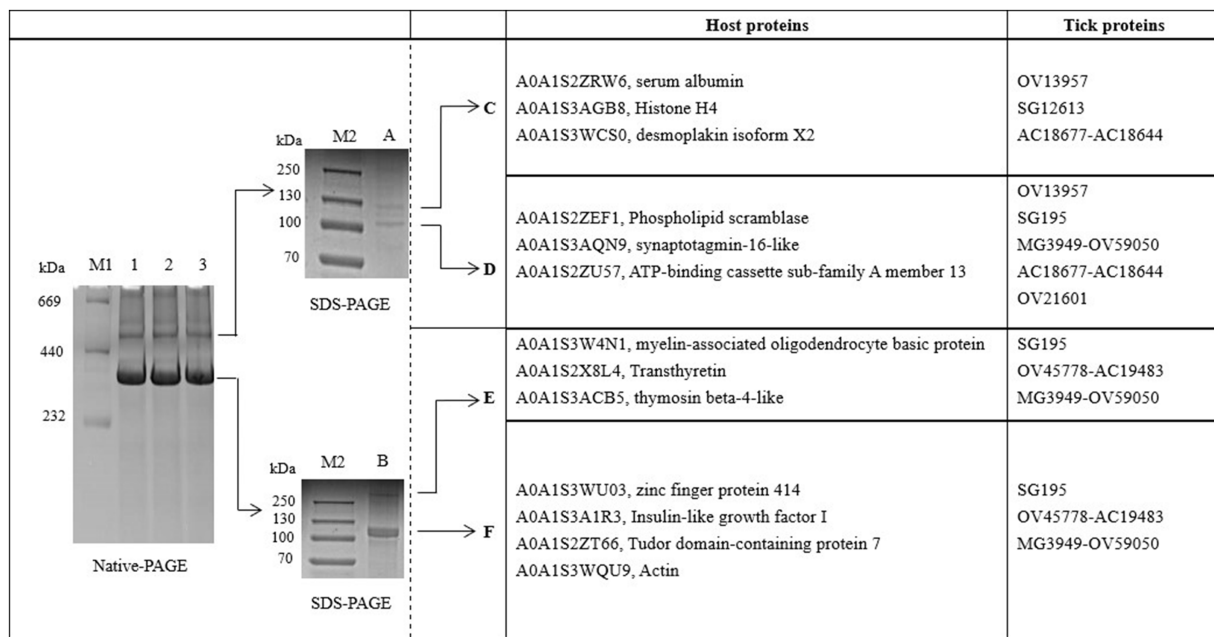 Host proteins
Tick proteins
A0A1S2ZRW6, serum albumin
OV13957
C
A0A1S3AGB8, Histone H4
SG12613
A0A1S3WCS0, desmoplakin isoform X2
AC18677-AC18644
kDa
M2
A
250
130
100
70
SDS-PAGE
OV13957
A0A1S2ZEF1, Phospholipid scramblase
SG195
A0A1S3AQN9, synaptotagmin-16-like
MG3949-OV59050
D
A0A1S2ZU57, ATP-binding cassette sub-family A member 13
AC18677-AC18644
OV21601
kDa
M1
1
2
3
669
440
232
Native-PAGE
A0A1S3W4N1, myelin-associated oligodendrocyte basic protein
SG195
A0A1S2X8L4, Transthyretin
OV45778-AC19483
E
A0A1S3ACB5, thymosin beta-4-like
MG3949-OV59050
kDa
M2
B
250
130
100
70
SDS-PAGE
A0A1S3WU03, zinc finger protein 414
SG195
A0A1S3A1R3, Insulin-like growth factor I
OV45778-AC19483
F
A0A1S2ZT66, Tudor domain-containing protein 7
MG3949-OV59050
A0A1S3WQU9, Actin